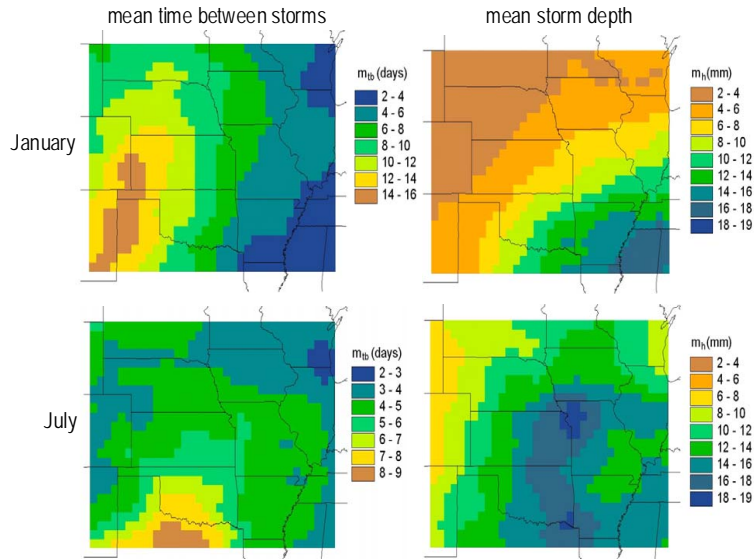 mean time between storms
mean storm depth
January
m_tb (days)
2 - 4
4 - 6
6 - 8
8 - 10
10 - 12
12 - 14
14 - 16
m_h (mm)
2 - 4
4 - 6
6 - 8
8 - 10
10 - 12
12 - 14
14 - 16
16 - 18
18 - 19
July
m_tb (days)
2 - 3
3 - 4
4 - 5
5 - 6
6 - 7
7 - 8
8 - 9
m_h (mm)
2 - 4
4 - 6
6 - 8
8 - 10
10 - 12
12 - 14
14 - 16
16 - 18
18 - 19